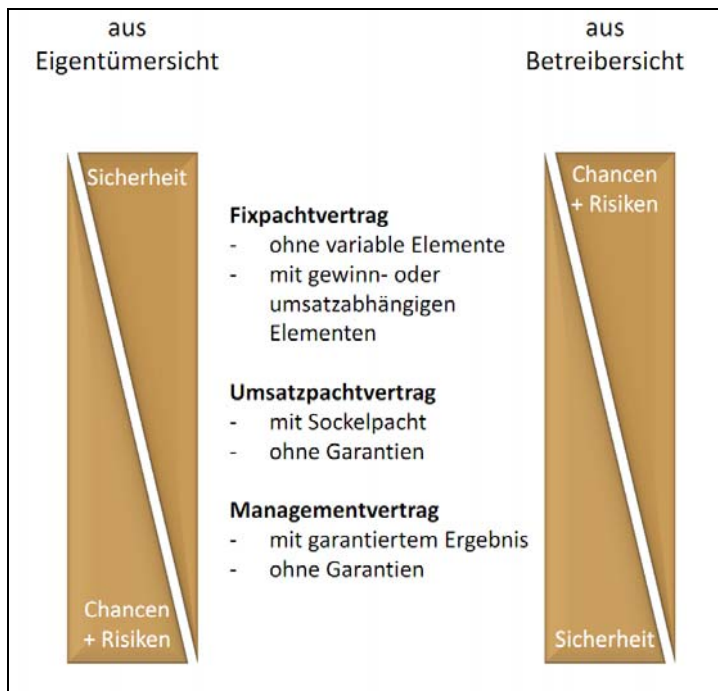 aus
Eigentümersicht
aus
Betreibersicht
Sicherheit
Chancen
+ Risiken
Fixpachtvertrag
- ohne variable Elemente
- mit gewinn- oder
umsatzabhängigen
Elementen
Umsatzpachtvertrag
- mit Sockelpacht
- ohne Garantien
Managementvertrag
- mit garantiertem Ergebnis
- ohne Garantien
Chancen
+ Risiken
Sicherheit